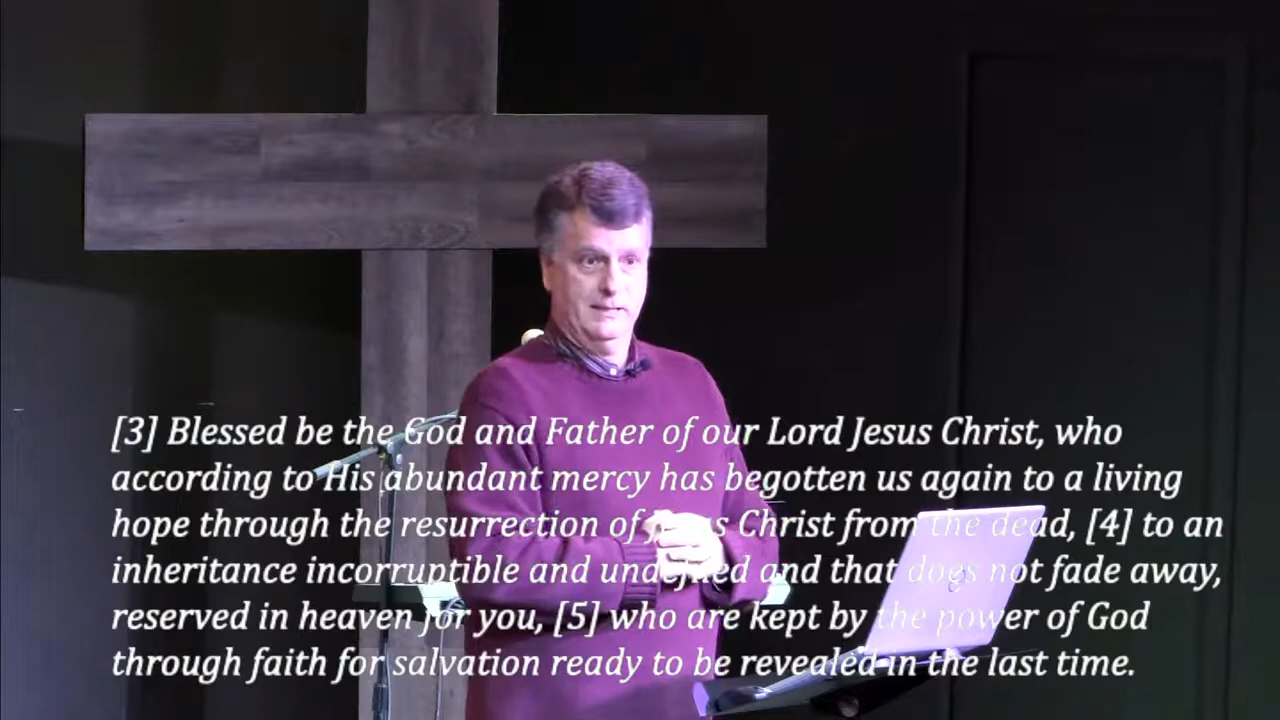 [3] Blessed be the God and Father of our Lord Jesus Christ, who
according to His abundant mercy has begotten us again to a living
hope through the resurrection of Jesus Christ from the dead, [4] to an
inheritance incorruptible and undefiled and that does not fade away,
reserved in heaven for you, [5] who are kept by the power of God
through faith for salvation ready to be revealed in the last time.